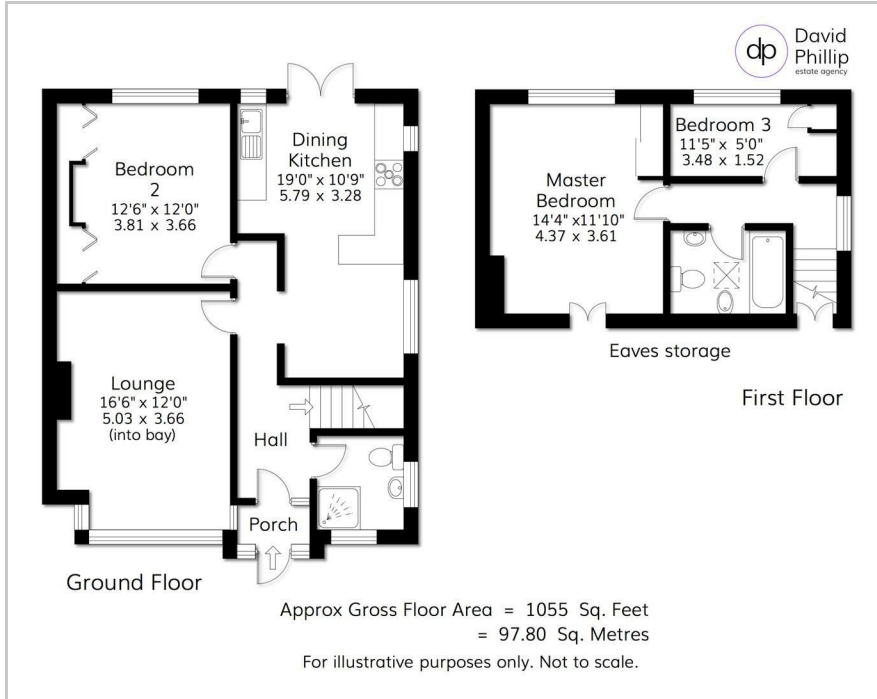 David
Phillip
estate agency
dp
Dining
Kitchen
19'0" x 10'9"
5.79 x 3.28
Bedroom
2
12'6" x 12'0"
3.81 x 3.66
Lounge
16'6" x 12'0"
5.03 x 3.66
(into bay)
Hall
Porch
Ground Floor
Bedroom 3
11'5" x 5'0"
3.48 x 1.52
Master
Bedroom
14'4" x11'10"
4.37 x 3.61
Eaves storage
First Floor
Approx Gross Floor Area = 1055 Sq. Feet
= 97.80 Sq. Metres
For illustrative purposes only. Not to scale.